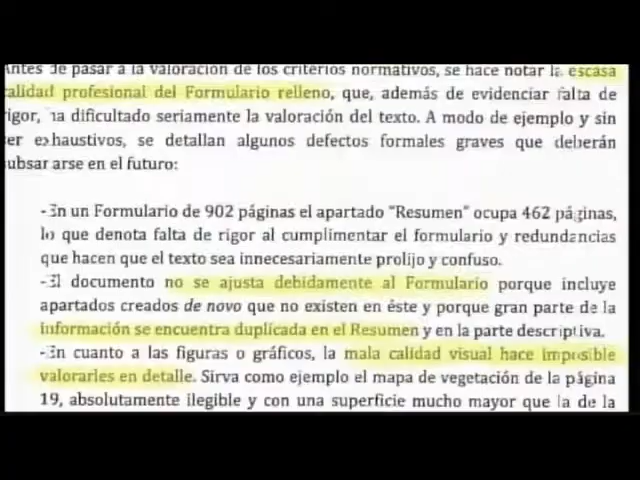 Antes de pasar a la valoración de los criterios normativos, se hace notar la escasa
calidad profesional del Formulario relleno, que, además de evidenciar falta de
rigor, ha dificultado seriamente la valoración del texto. A modo de ejemplo y sin
ser exhaustivos, se detallan algunos defectos formales graves que deberán
subsanarse en el futuro:
-En un Formulario de 902 páginas el apartado "Resumen" ocupa 462 páginas,
lo que denota falta de rigor al cumplimentar el formulario y redundancias
que hacen que el texto sea innecesariamente prolijo y confuso.
-El documento no se ajusta debidamente al Formulario porque incluye
apartados creados de novo que no existen en éste y porque gran parte de la
información se encuentra duplicada en el Resumen y en la parte descriptiva.
-En cuanto a las figuras o gráficos, la mala calidad visual hace imposible
valorarles en detalle. Sirva como ejemplo el mapa de vegetación de la página
19, absolutamente ilegible y con una superficie mucho mayor que la de la